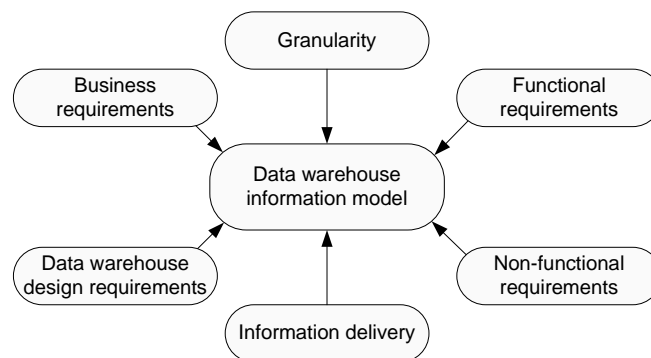 Granularity
Business
requirements
Functional
requirements
Data warehouse
information model
Data warehouse
design requirements
Non-functional
requirements
Information delivery